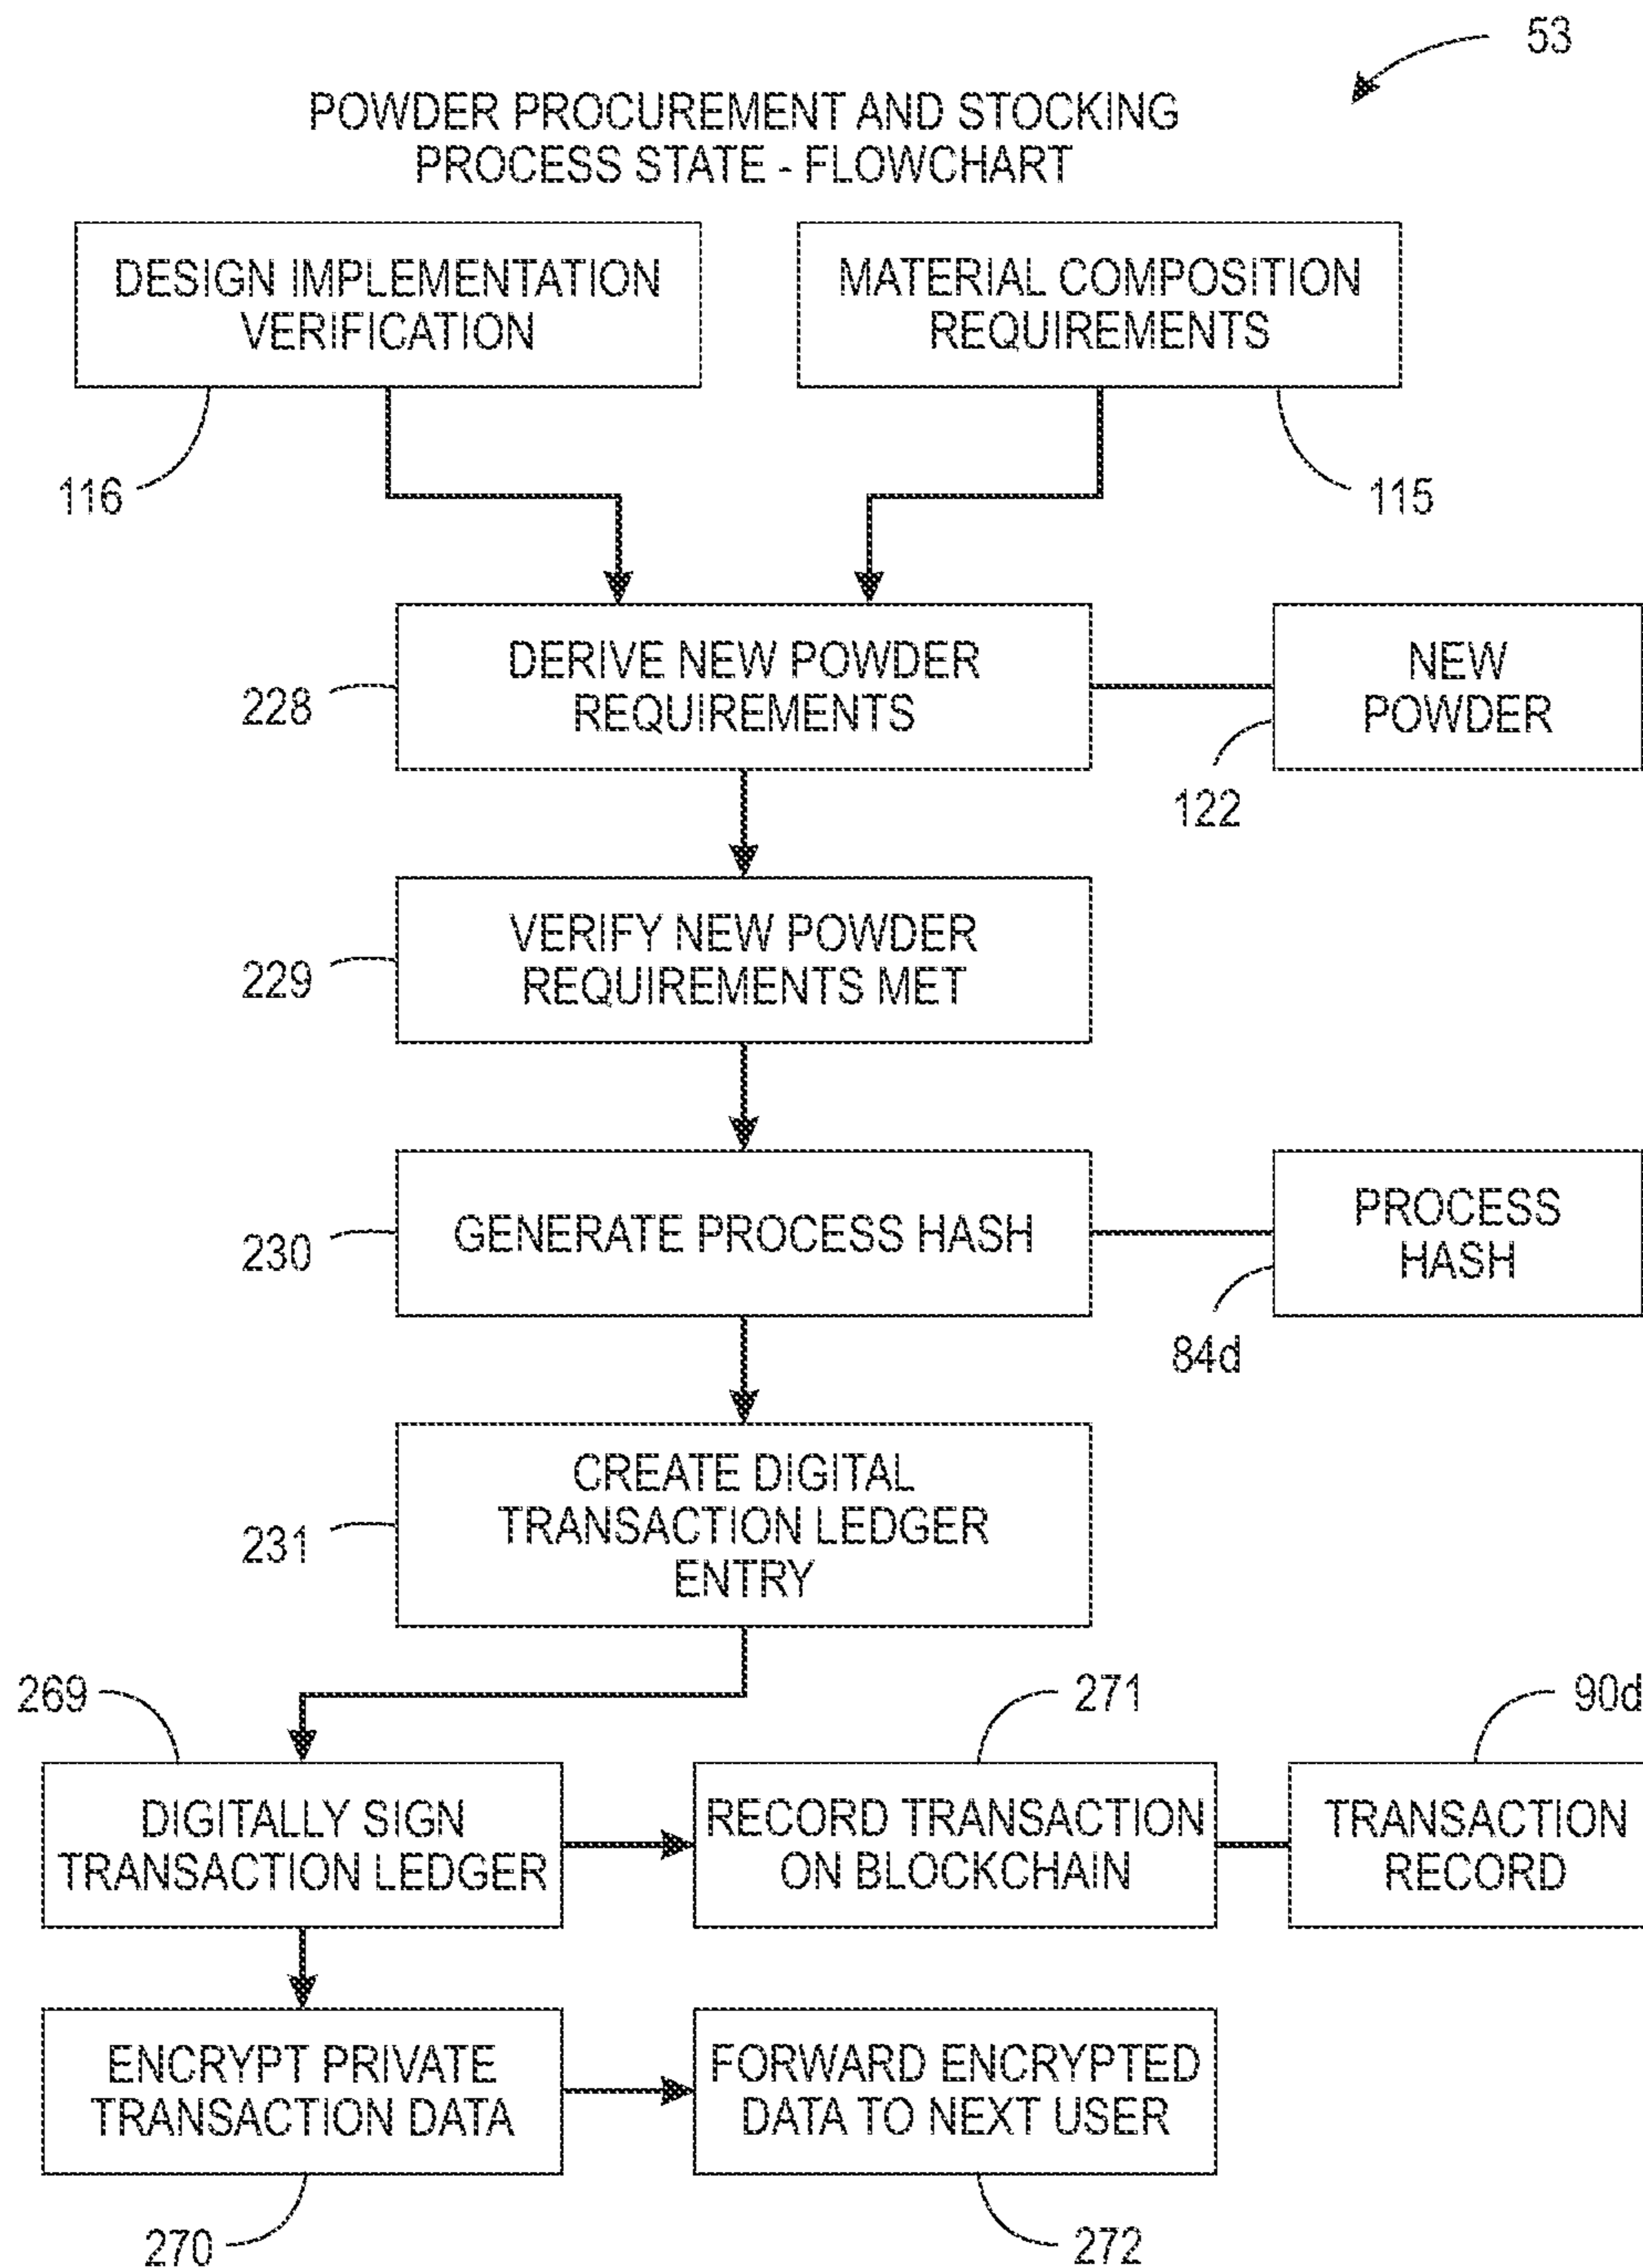 53
POWDER PROCUREMENT AND STOCKING
PROCESS STATE - FLOWCHART
DESIGN IMPLEMENTATION
VERIFICATION
MATERIAL COMPOSITION
REQUIREMENTS
116
115
DERIVE NEW POWDER
REQUIREMENTS
NEW
POWDER
228
122
VERIFY NEW POWDER
REQUIREMENTS MET
229
GENERATE PROCESS HASH
PROCESS
HASH
230
84d
CREATE DIGITAL
TRANSACTION LEDGER
ENTRY
231
269
271
90d
DIGITALLY SIGN
TRANSACTION LEDGER
RECORD TRANSACTION
ON BLOCKCHAIN
TRANSACTION
RECORD
ENCRYPT PRIVATE
TRANSACTION DATA
FORWARD ENCRYPTED
DATA TO NEXT USER
270
272